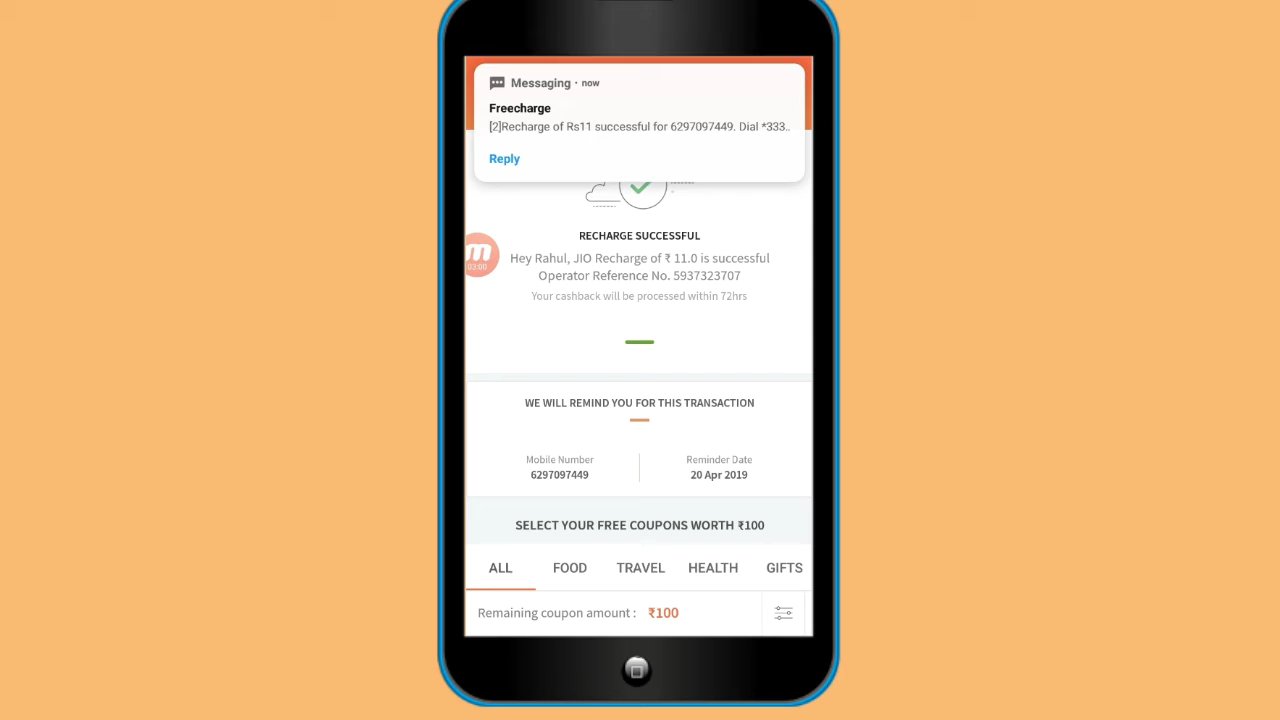 Messaging · now
Freecharge
[2]Recharge of Rs11 successful for 6297097449. Dial *333..
Reply
m
02:00
RECHARGE SUCCESSFUL
Hey Rahul, JIO Recharge of ₹ 11.0 is successful
Operator Reference No. 5937323707
Your cashback will be processed within 72hrs
WE WILL REMIND YOU FOR THIS TRANSACTION
Mobile Number Reminder Date
6297097449 20 Apr 2019
SELECT YOUR FREE COUPONS WORTH ₹100
ALL FOOD TRAVEL HEALTH GIFTS
Remaining coupon amount : ₹100